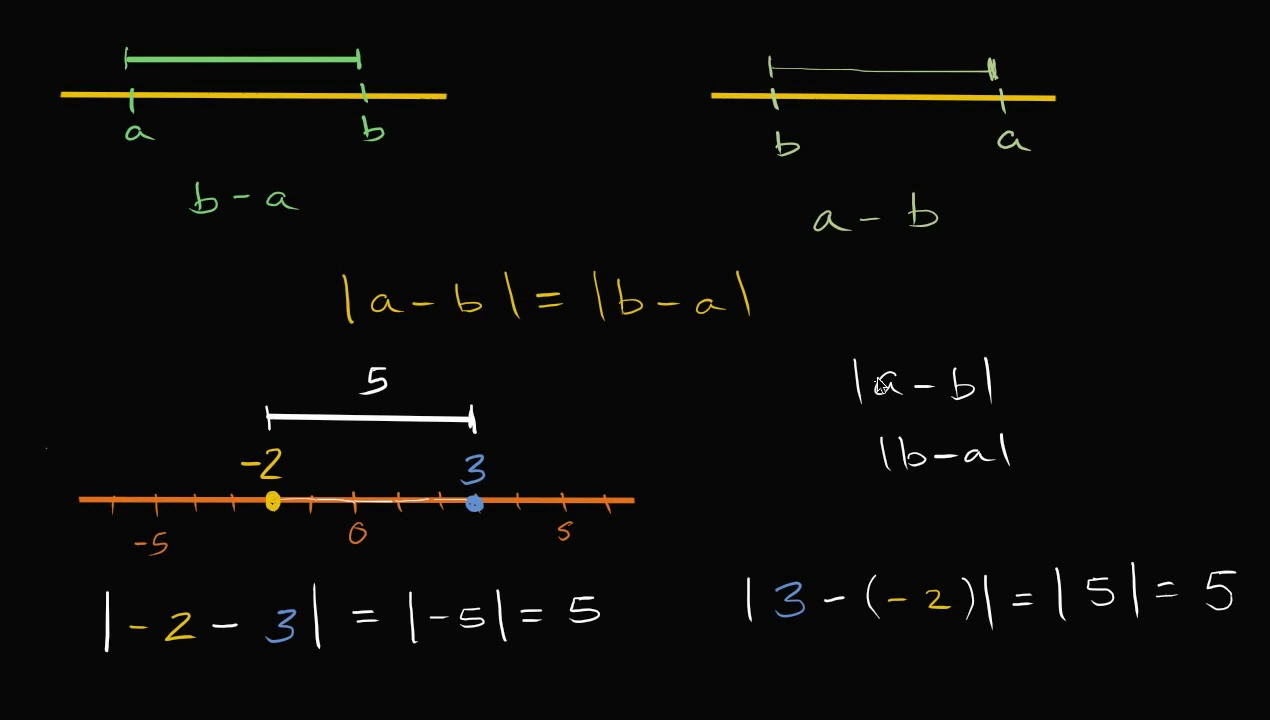 a b
b a
b - a
a - b
|a - b| = |b - a|
5
|a - b|
|b - a|
-2 3
-5 0 5
|-2 - 3| = |-5| = 5
|3 - (-2)| = |5| = 5